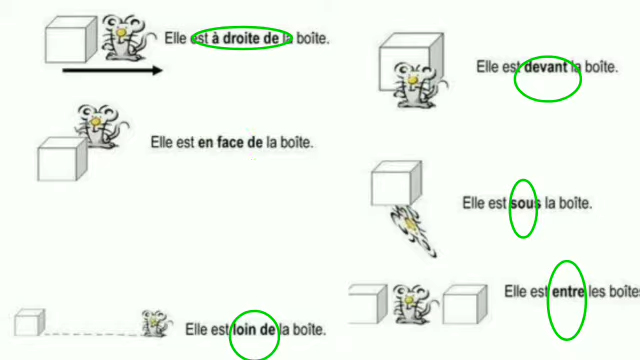 Elle est à droite de la boîte.
Elle est en face de la boîte.
Elle est loin de la boîte.
Elle est devant la boîte.
Elle est sous la boîte.
Elle est entre les boîtes